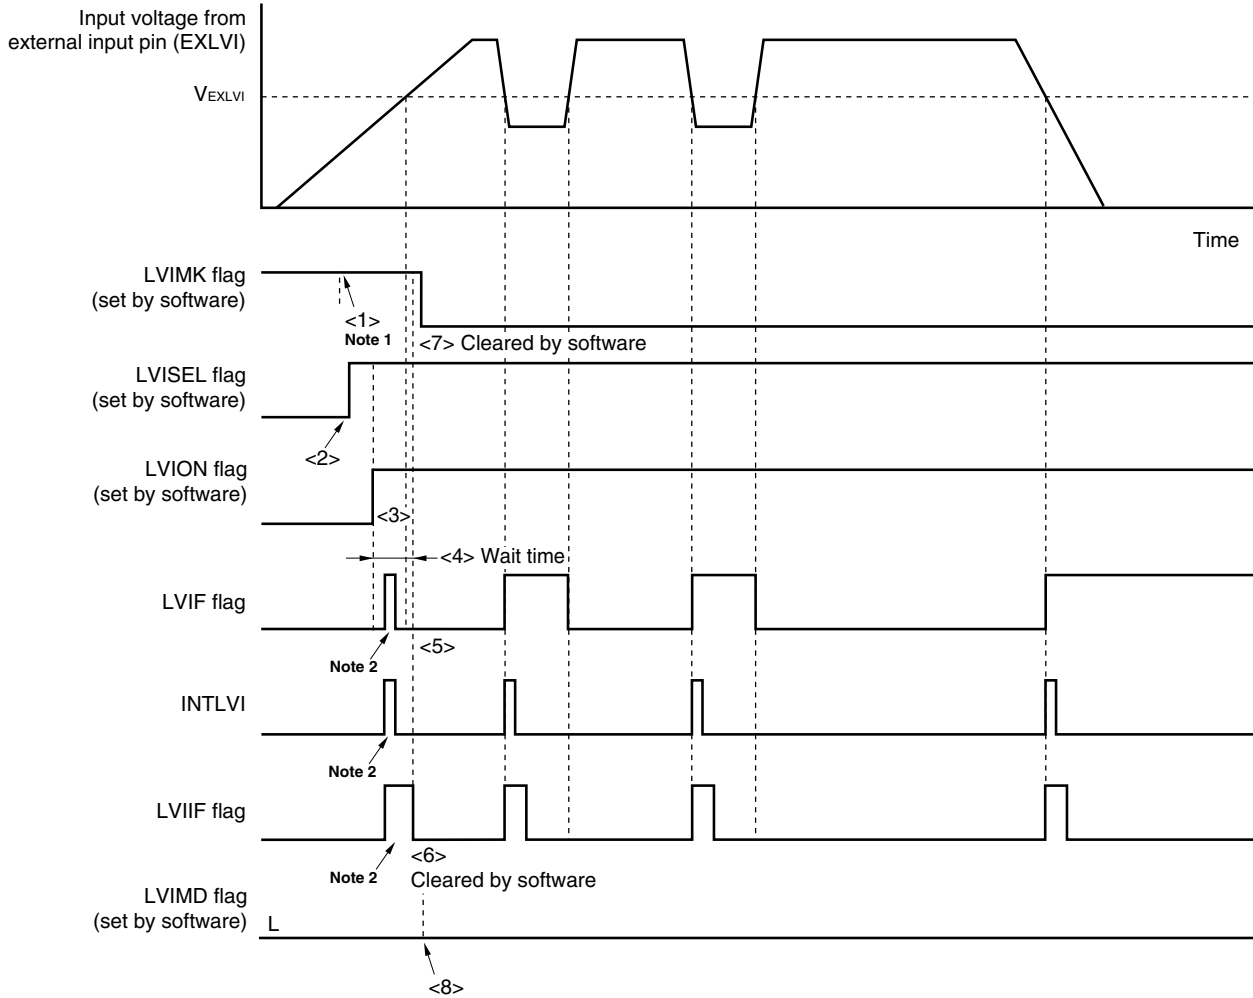 Input voltage from
external input pin (EXLVI)
VEXLVI
Time
LVIMK flag
(set by software)
<1>
Note 1
<7> Cleared by software
LVISEL flag
(set by software)
<2>
LVION flag
(set by software)
<3>
<4> Wait time
LVIF flag
<5>
Note 2
INTLVI
Note 2
LVIIF flag
<6>
Cleared by software
Note 2
LVIMD flag
(set by software)
L
<8>